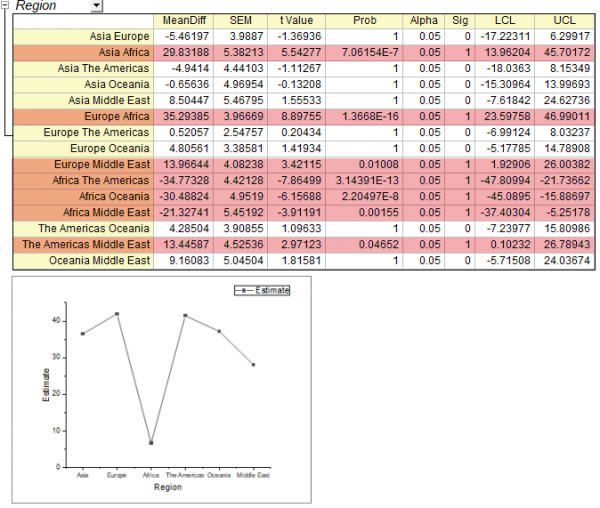 Region
MeanDiff SEM t Value Prob Alpha Sig LCL UCL
Asia Europe -5.46197 3.9887 -1.36936 1 0.05 0 -17.22311 6.29917
Asia Africa 29.83188 5.38213 5.54277 7.06154E-7 0.05 1 13.96204 45.70172
Asia The Americas -4.9414 4.44103 -1.11267 1 0.05 0 -18.0363 8.15349
Asia Oceania -0.65636 4.96954 -0.13208 1 0.05 0 -15.30964 13.99693
Asia Middle East 8.50447 5.46795 1.55533 1 0.05 0 -7.61842 24.62736
Europe Africa 35.29385 3.96669 8.89755 1.3668E-16 0.05 1 23.59758 46.99011
Europe The Americas 0.52057 2.54757 0.20434 1 0.05 0 -6.99124 8.03237
Europe Oceania 4.80561 3.38581 1.41934 1 0.05 0 -5.17785 14.78908
Europe Middle East 13.96644 4.08238 3.42115 0.01008 0.05 1 1.92906 26.00382
Africa The Americas -34.77328 4.42128 -7.86499 3.14391E-13 0.05 1 -47.80994 -21.73662
Africa Oceania -30.48824 4.9519 -6.15688 2.20497E-8 0.05 1 -45.0895 -15.88697
Africa Middle East -21.32741 5.45192 -3.91191 0.00155 0.05 1 -37.40304 -5.25178
The Americas Oceania 4.28504 3.90855 1.09633 1 0.05 0 -7.23977 15.80986
The Americas Middle East 13.44587 4.52536 2.97123 0.04652 0.05 1 0.10232 26.78943
Oceania Middle East 9.16083 5.04504 1.81581 1 0.05 0 -5.71508 24.03674
Estimate
40
30
20
10
0
Estimate
Asia Europe Africa The Americas Oceania Middle East
Region